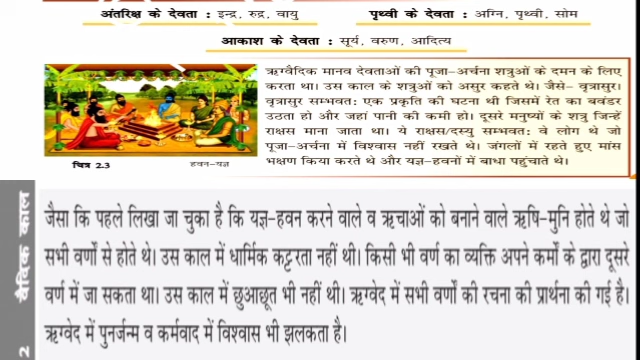 अंतरिक्ष के देवता : इन्द्र, रुद्र, वायु
पृथ्वी के देवता : अग्नि, पृथ्वी, सोम
आकाश के देवता : सूर्य, वरुण, आदित्य
ऋग्वैदिक मानव देवताओं की पूजा-अर्चना शत्रुओं के दमन के लिए
करता था। उस काल के शत्रुओं को असुर कहते थे। जैसे- वृत्रासुर।
वृत्रासुर सम्भवत: एक प्रकृति की घटना थी जिसमें रेत का बवंडर
उठता हो और जहां पानी की कमी हो। दूसरे मनुष्यों के शत्रु जिन्हें
राक्षस माना जाता था। ये राक्षस/दस्यु सम्भवत: वे लोग थे जो
पूजा-अर्चना में विश्वास नहीं रखते थे। जंगलों में रहते हुए मांस
भक्षण किया करते थे और यज्ञ-हवनों में बाधा पहुंचाते थे।
चित्र 2.3
हवन-यज्ञ
जैसा कि पहले लिखा जा चुका है कि यज्ञ-हवन करने वाले व ऋचाओं को बनाने वाले ऋषि-मुनि होते थे जो
सभी वर्णों से होते थे। उस काल में धार्मिक कट्टरता नहीं थी। किसी भी वर्ण का व्यक्ति अपने कर्मों के द्वारा दूसरे
वर्ण में जा सकता था। उस काल में छुआछूत भी नहीं थी। ऋग्वेद में सभी वर्णों की रचना की प्रार्थना की गई है।
ऋग्वेद में पुनर्जन्म व कर्मवाद में विश्वास भी झलकता है।
2 वैदिक काल